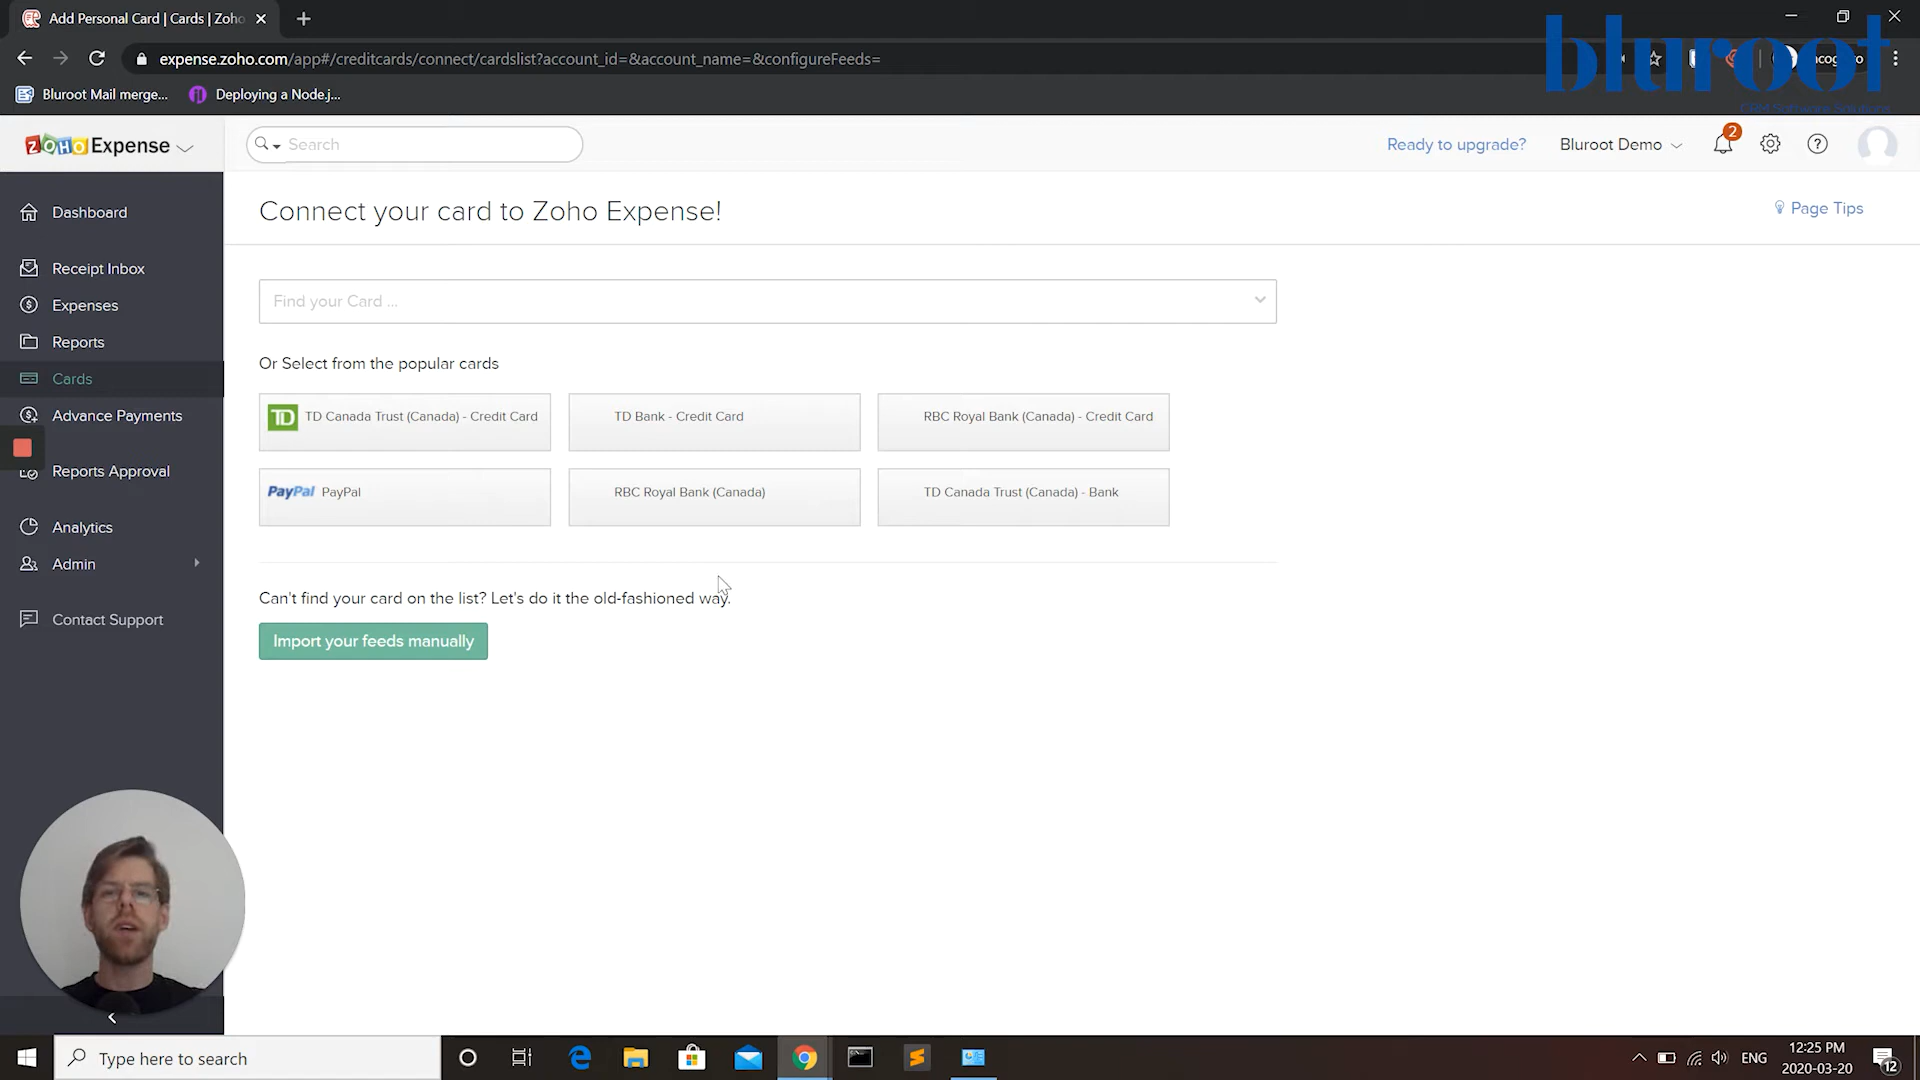 Add Personal Card | Cards | Zoho
expense.zoho.com/app#/creditcards/connect/cardslist?account_id=&account_name=&configureFeeds=
bluroot
CRM Software Solutions
Bluroot Mail merge...
Deploying a Node.j...
ZOHO Expense
Search
Ready to upgrade?
Bluroot Demo
2
Dashboard
Receipt Inbox
Expenses
Reports
Cards
Advance Payments
Reports Approval
Analytics
Admin
Contact Support
Connect your card to Zoho Expense!
Page Tips
Find your Card ...
Or Select from the popular cards
TD TD Canada Trust (Canada) - Credit Card
TD Bank - Credit Card
RBC Royal Bank (Canada) - Credit Card
PayPal PayPal
RBC Royal Bank (Canada)
TD Canada Trust (Canada) - Bank
Can't find your card on the list? Let's do it the old-fashioned way.
Import your feeds manually
Type here to search
ENG
12:25 PM
2020-03-20
12